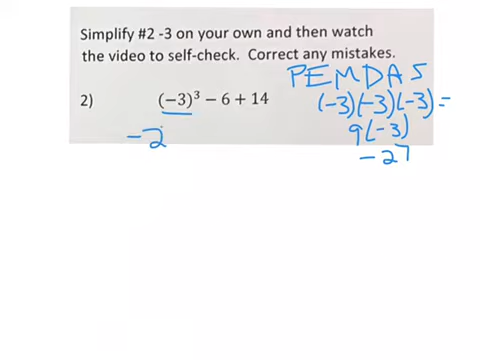 Simplify #2 -3 on your own and then watch
the video to self-check. Correct any mistakes.
PEMDAS
2) (−3)³ − 6 + 14
(-3)(-3)(-3) =
9(-3)
-27
-2